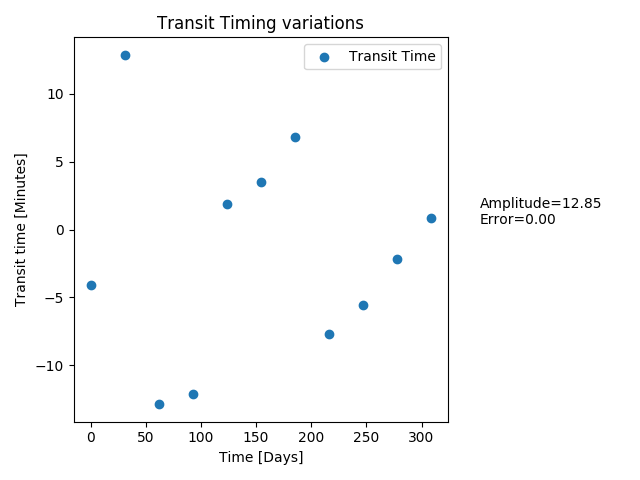 Transit Timing variations
Transit Time
Transit time [Minutes]
10
5
0
−5
−10
Amplitude=12.85
Error=0.00
0 50 100 150 200 250 300
Time [Days]